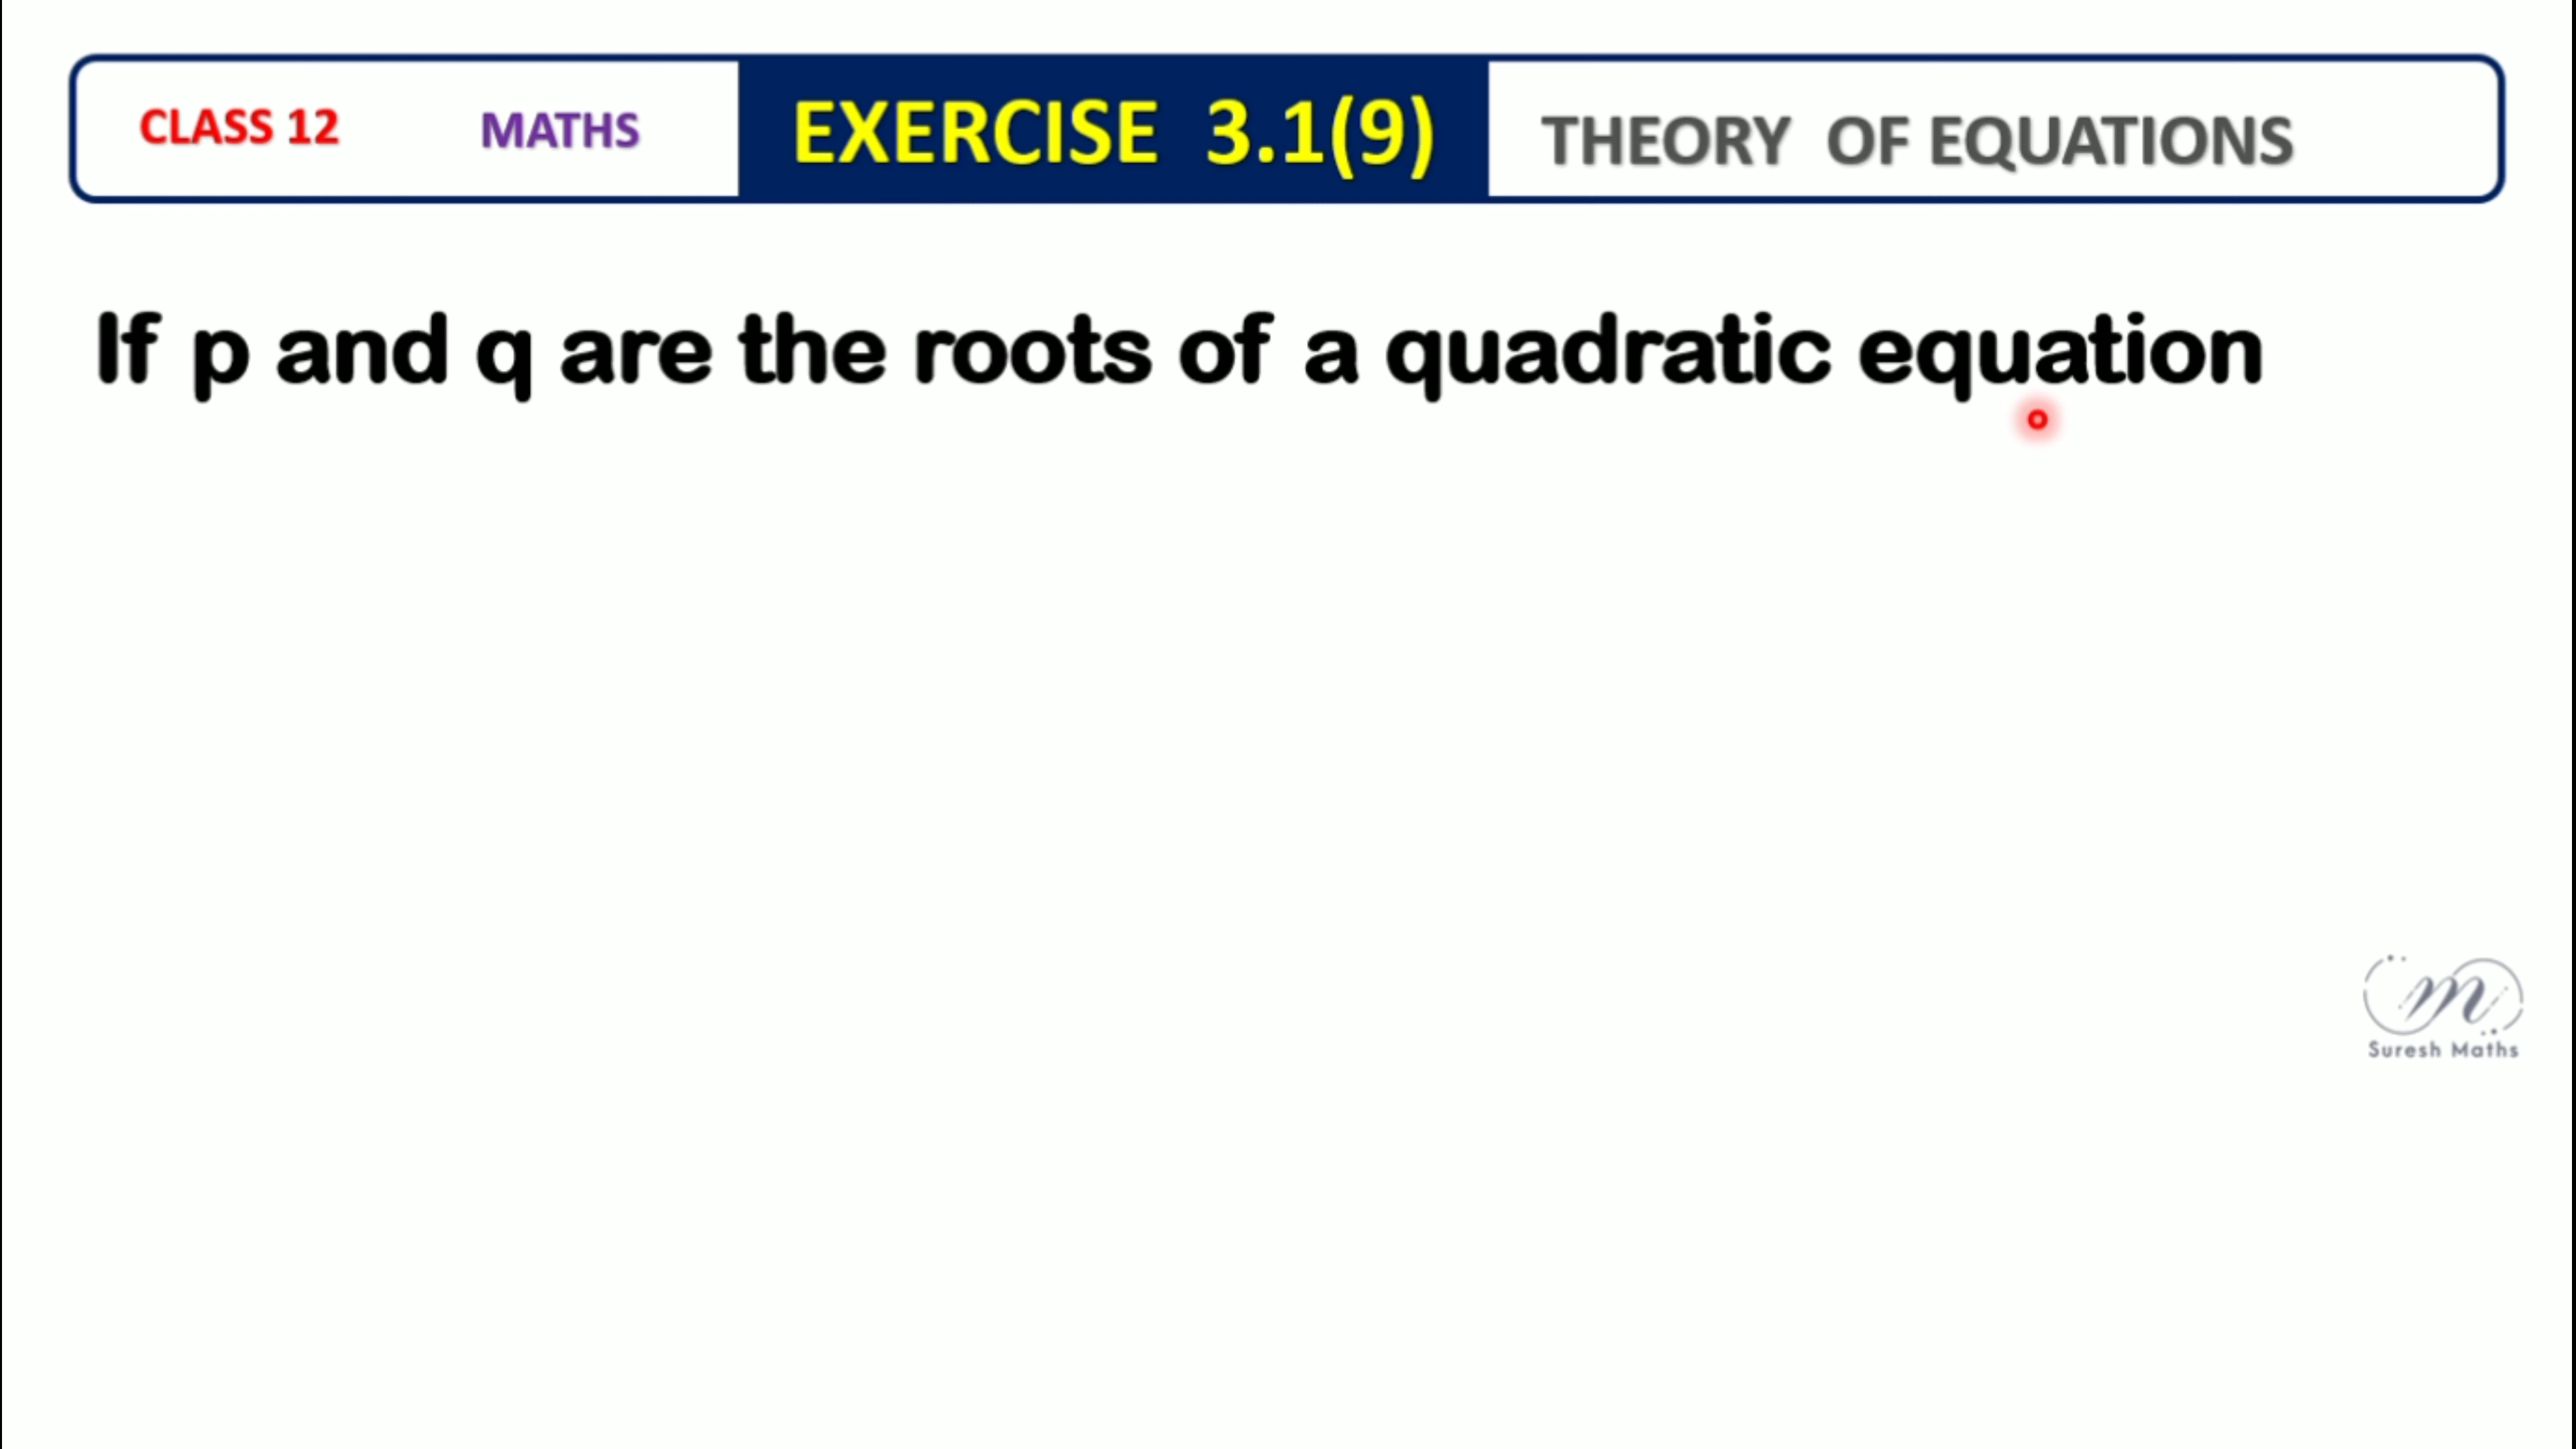 CLASS 12 MATHS EXERCISE 3.1(9) THEORY OF EQUATIONS
If p and q are the roots of a quadratic equation
m
Suresh Maths